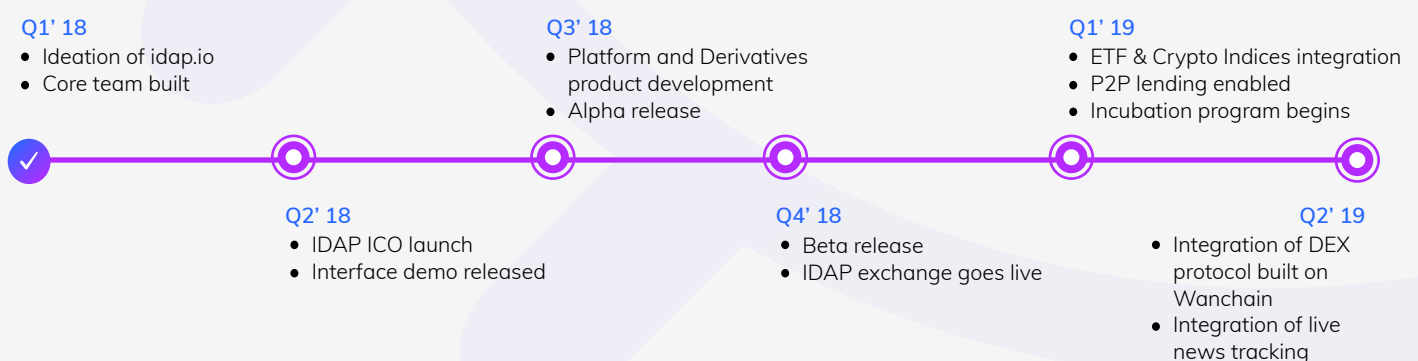 Q1’ 18
Ideation of idap.io
Core team built
Q3’ 18
Platform and Derivatives
product development
Alpha release
Q1’ 19
ETF & Crypto Indices integration
P2P lending enabled
Incubation program begins
Q2’ 18
IDAP ICO launch
Interface demo released
Q4’ 18
Beta release
IDAP exchange goes live
Q2’ 19
Integration of DEX
protocol built on
Wanchain
Integration of live
news tracking